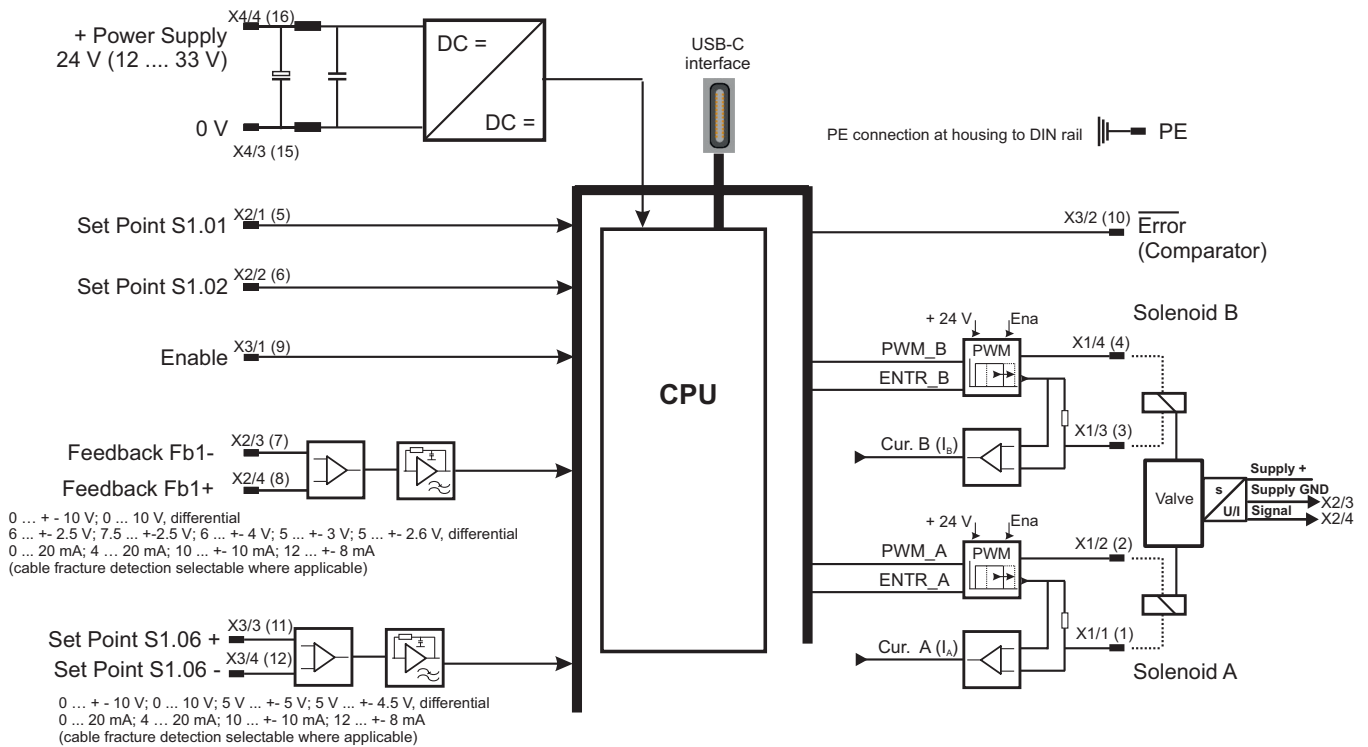 X4/4 (16)
+ Power Supply
24 V (12 .... 33 V)
0 V
X4/3 (15)
DC =
DC =
USB-C
interface
PE connection at housing to DIN rail
PE
Set Point S1.01
X2/1 (5)
Set Point S1.02
X2/2 (6)
Enable
X3/1 (9)
Feedback Fb1-
X2/3 (7)
Feedback Fb1+
X2/4 (8)
0 ... + - 10 V; 0 ... 10 V, differential
6 ... +- 2.5 V; 7.5 ... +-2.5 V; 6 ... +- 4 V; 5 ... +- 3 V; 5 ... +- 2.6 V, differential
0 ... 20 mA; 4 ... 20 mA; 10 ... +- 10 mA; 12 ... +- 8 mA
(cable fracture detection selectable where applicable)
Set Point S1.06 +
X3/3 (11)
Set Point S1.06 -
X3/4 (12)
0 ... + - 10 V; 0 ... 10 V; 5 V ... +- 5 V; 5 V ... +- 4.5 V, differential
0 ... 20 mA; 4 ... 20 mA; 10 ... +- 10 mA; 12 ... +- 8 mA
(cable fracture detection selectable where applicable)
CPU
X3/2 (10)
Error
(Comparator)
Solenoid B
+ 24 V
Ena
PWM_B
PWM
X1/4 (4)
ENTR_B
Cur. B (I_B)
X1/3 (3)
Valve
s
U/I
Supply +
Supply GND
X2/3
Signal
X2/4
+ 24 V
Ena
PWM_A
PWM
X1/2 (2)
ENTR_A
Cur. A (I_A)
X1/1 (1)
Solenoid A